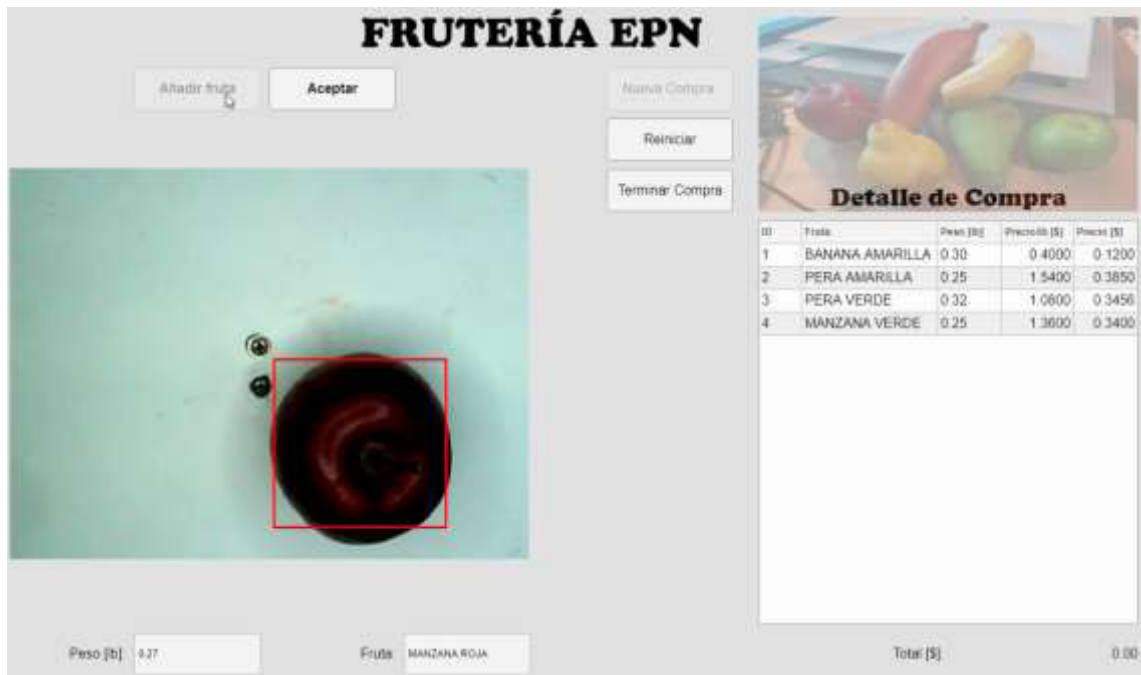 FRUTERÍA EPN
Añadir fruta
Aceptar
Nueva Compra
Reiniciar
Terminar Compra
Detalle de Compra
ID Fruta Peso [lb] Precio/lb [$] Precio [$]
1 BANANA AMARILLA 0.30 0.4000 0.1200
2 PERA AMARILLA 0.25 1.5400 0.3850
3 PERA VERDE 0.32 1.0800 0.3456
4 MANZANA VERDE 0.25 1.3600 0.3400
Peso [lb] 0.27 Fruta MANZANA ROJA Total [$] 0.00